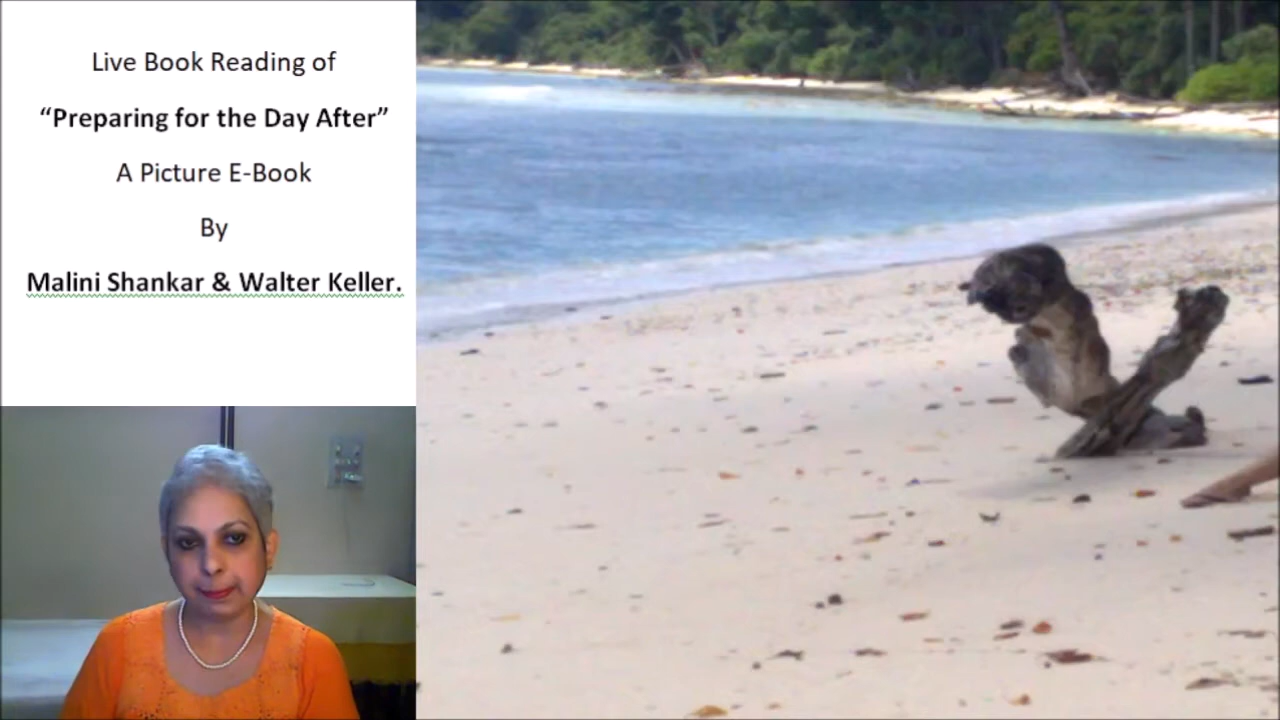 Live Book Reading of
“Preparing for the Day After”
A Picture E-Book
By
Malini Shankar & Walter Keller.